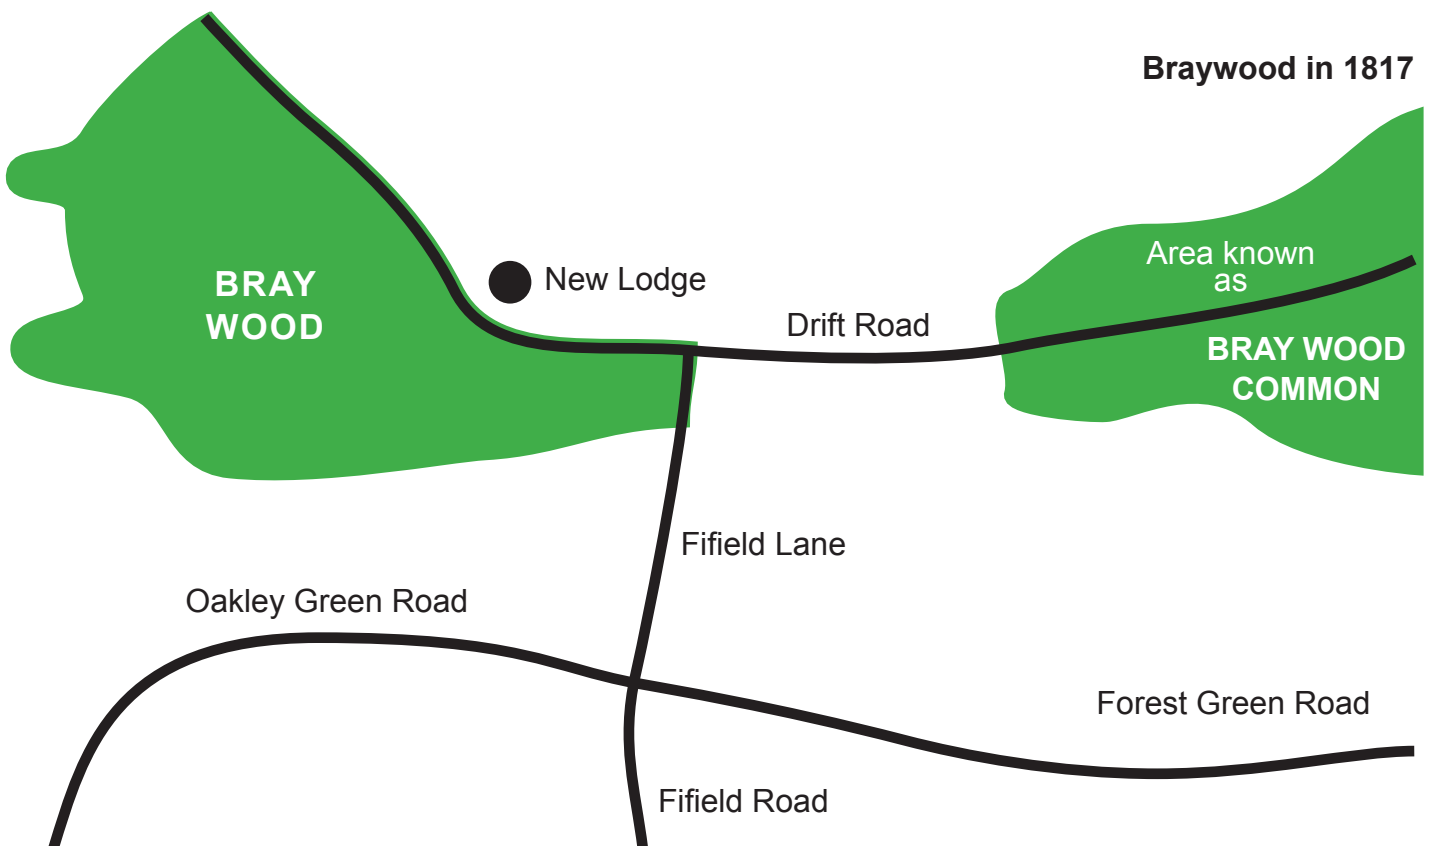 Braywood in 1817
BRAY
WOOD
New Lodge
Drift Road
Area known
as
BRAY WOOD
COMMON
Fifield Lane
Oakley Green Road
Forest Green Road
Fifield Road